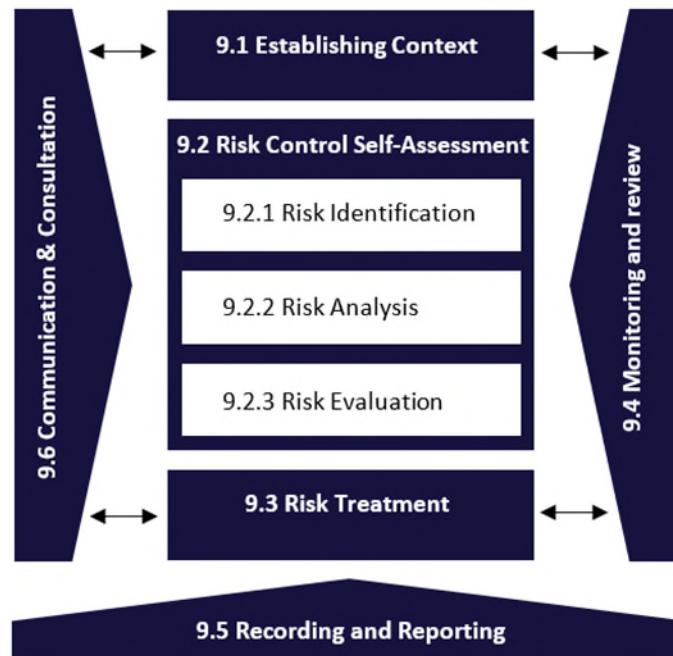 9.1 Establishing Context
9.2 Risk Control Self-Assessment
9.2.1 Risk Identification
9.2.2 Risk Analysis
9.2.3 Risk Evaluation
9.3 Risk Treatment
9.6 Communication & Consultation
9.4 Monitoring and review
9.5 Recording and Reporting